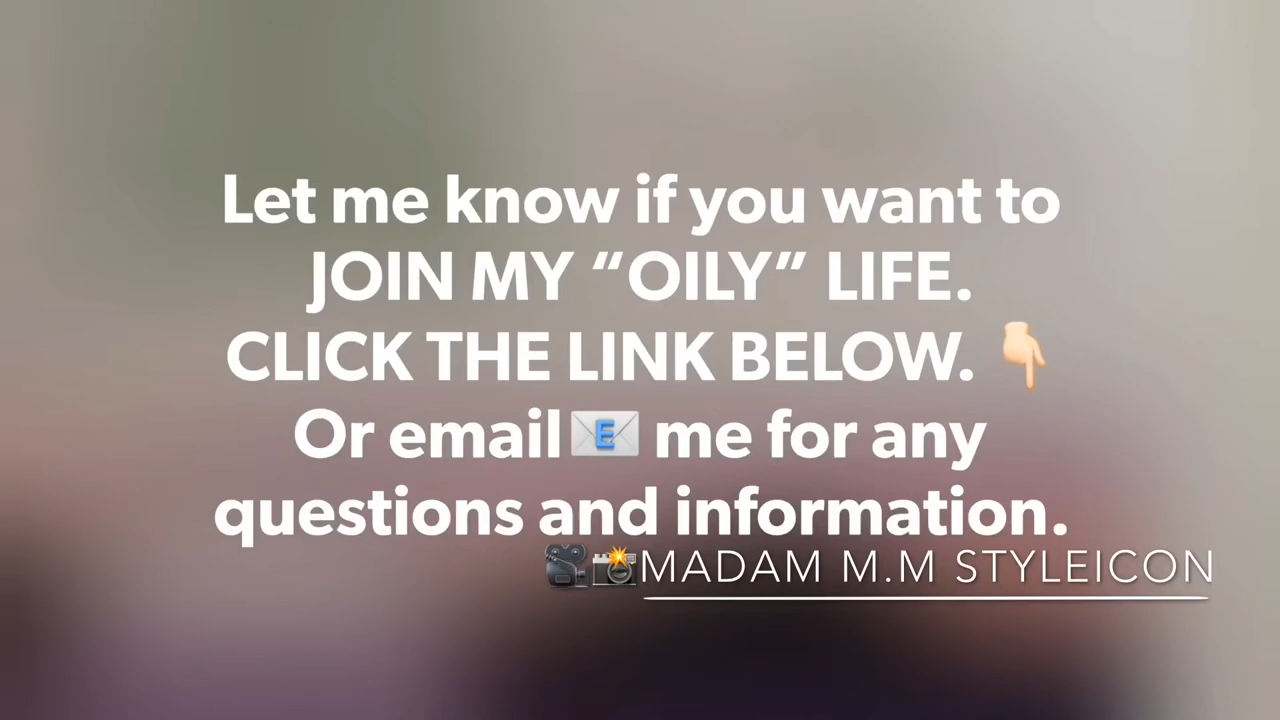 Let me know if you want to
JOIN MY “OILY” LIFE.
CLICK THE LINK BELOW. 👇🏻
Or email📧 me for any
questions and information.
🎥📸MADAM M.M STYLEICON